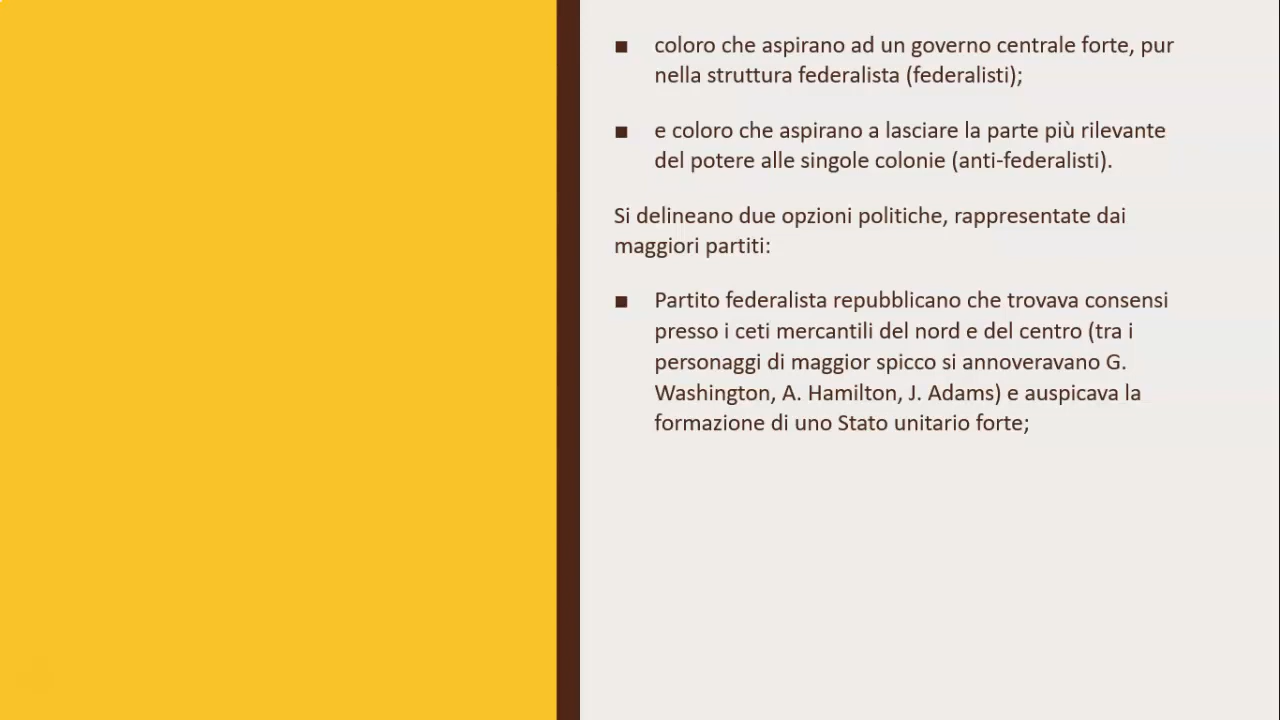 ▪ coloro che aspirano ad un governo centrale forte, pur
nella struttura federalista (federalisti);
▪ e coloro che aspirano a lasciare la parte più rilevante
del potere alle singole colonie (anti-federalisti).
Si delineano due opzioni politiche, rappresentate dai
maggiori partiti:
▪ Partito federalista repubblicano che trovava consensi
presso i ceti mercantili del nord e del centro (tra i
personaggi di maggior spicco si annoveravano G.
Washington, A. Hamilton, J. Adams) e auspicava la
formazione di uno Stato unitario forte;